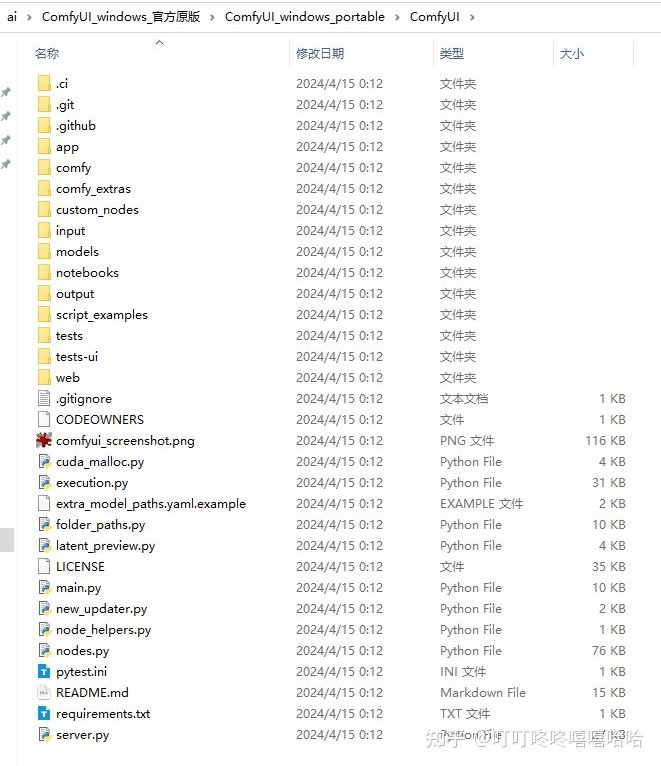 ai › ComfyUI_windows_官方原版 › ComfyUI_windows_portable › ComfyUI ›
名称 修改日期 类型 大小
.ci 2024/4/15 0:12 文件夹
.git 2024/4/15 0:12 文件夹
.github 2024/4/15 0:12 文件夹
app 2024/4/15 0:12 文件夹
comfy 2024/4/15 0:12 文件夹
comfy_extras 2024/4/15 0:12 文件夹
custom_nodes 2024/4/15 0:12 文件夹
input 2024/4/15 0:12 文件夹
models 2024/4/15 0:12 文件夹
notebooks 2024/4/15 0:12 文件夹
output 2024/4/15 0:12 文件夹
script_examples 2024/4/15 0:12 文件夹
tests 2024/4/15 0:12 文件夹
tests-ui 2024/4/15 0:12 文件夹
web 2024/4/15 0:12 文件夹
.gitignore 2024/4/15 0:12 文本文档 1 KB
CODEOWNERS 2024/4/15 0:12 文件 1 KB
comfyui_screenshot.png 2024/4/15 0:12 PNG 文件 116 KB
cuda_malloc.py 2024/4/15 0:12 Python File 4 KB
execution.py 2024/4/15 0:12 Python File 31 KB
extra_model_paths.yaml.example 2024/4/15 0:12 EXAMPLE 文件 2 KB
folder_paths.py 2024/4/15 0:12 Python File 10 KB
latent_preview.py 2024/4/15 0:12 Python File 4 KB
LICENSE 2024/4/15 0:12 文件 35 KB
main.py 2024/4/15 0:12 Python File 10 KB
new_updater.py 2024/4/15 0:12 Python File 2 KB
node_helpers.py 2024/4/15 0:12 Python File 1 KB
nodes.py 2024/4/15 0:12 Python File 76 KB
pytest.ini 2024/4/15 0:12 INI 文件 1 KB
README.md 2024/4/15 0:12 Markdown File 15 KB
requirements.txt 2024/4/15 0:12 TXT 文件 1 KB
server.py 2024/4/15 0:12 Python File 27 KB
知乎 @叮叮咚咚嘻嘻哈哈